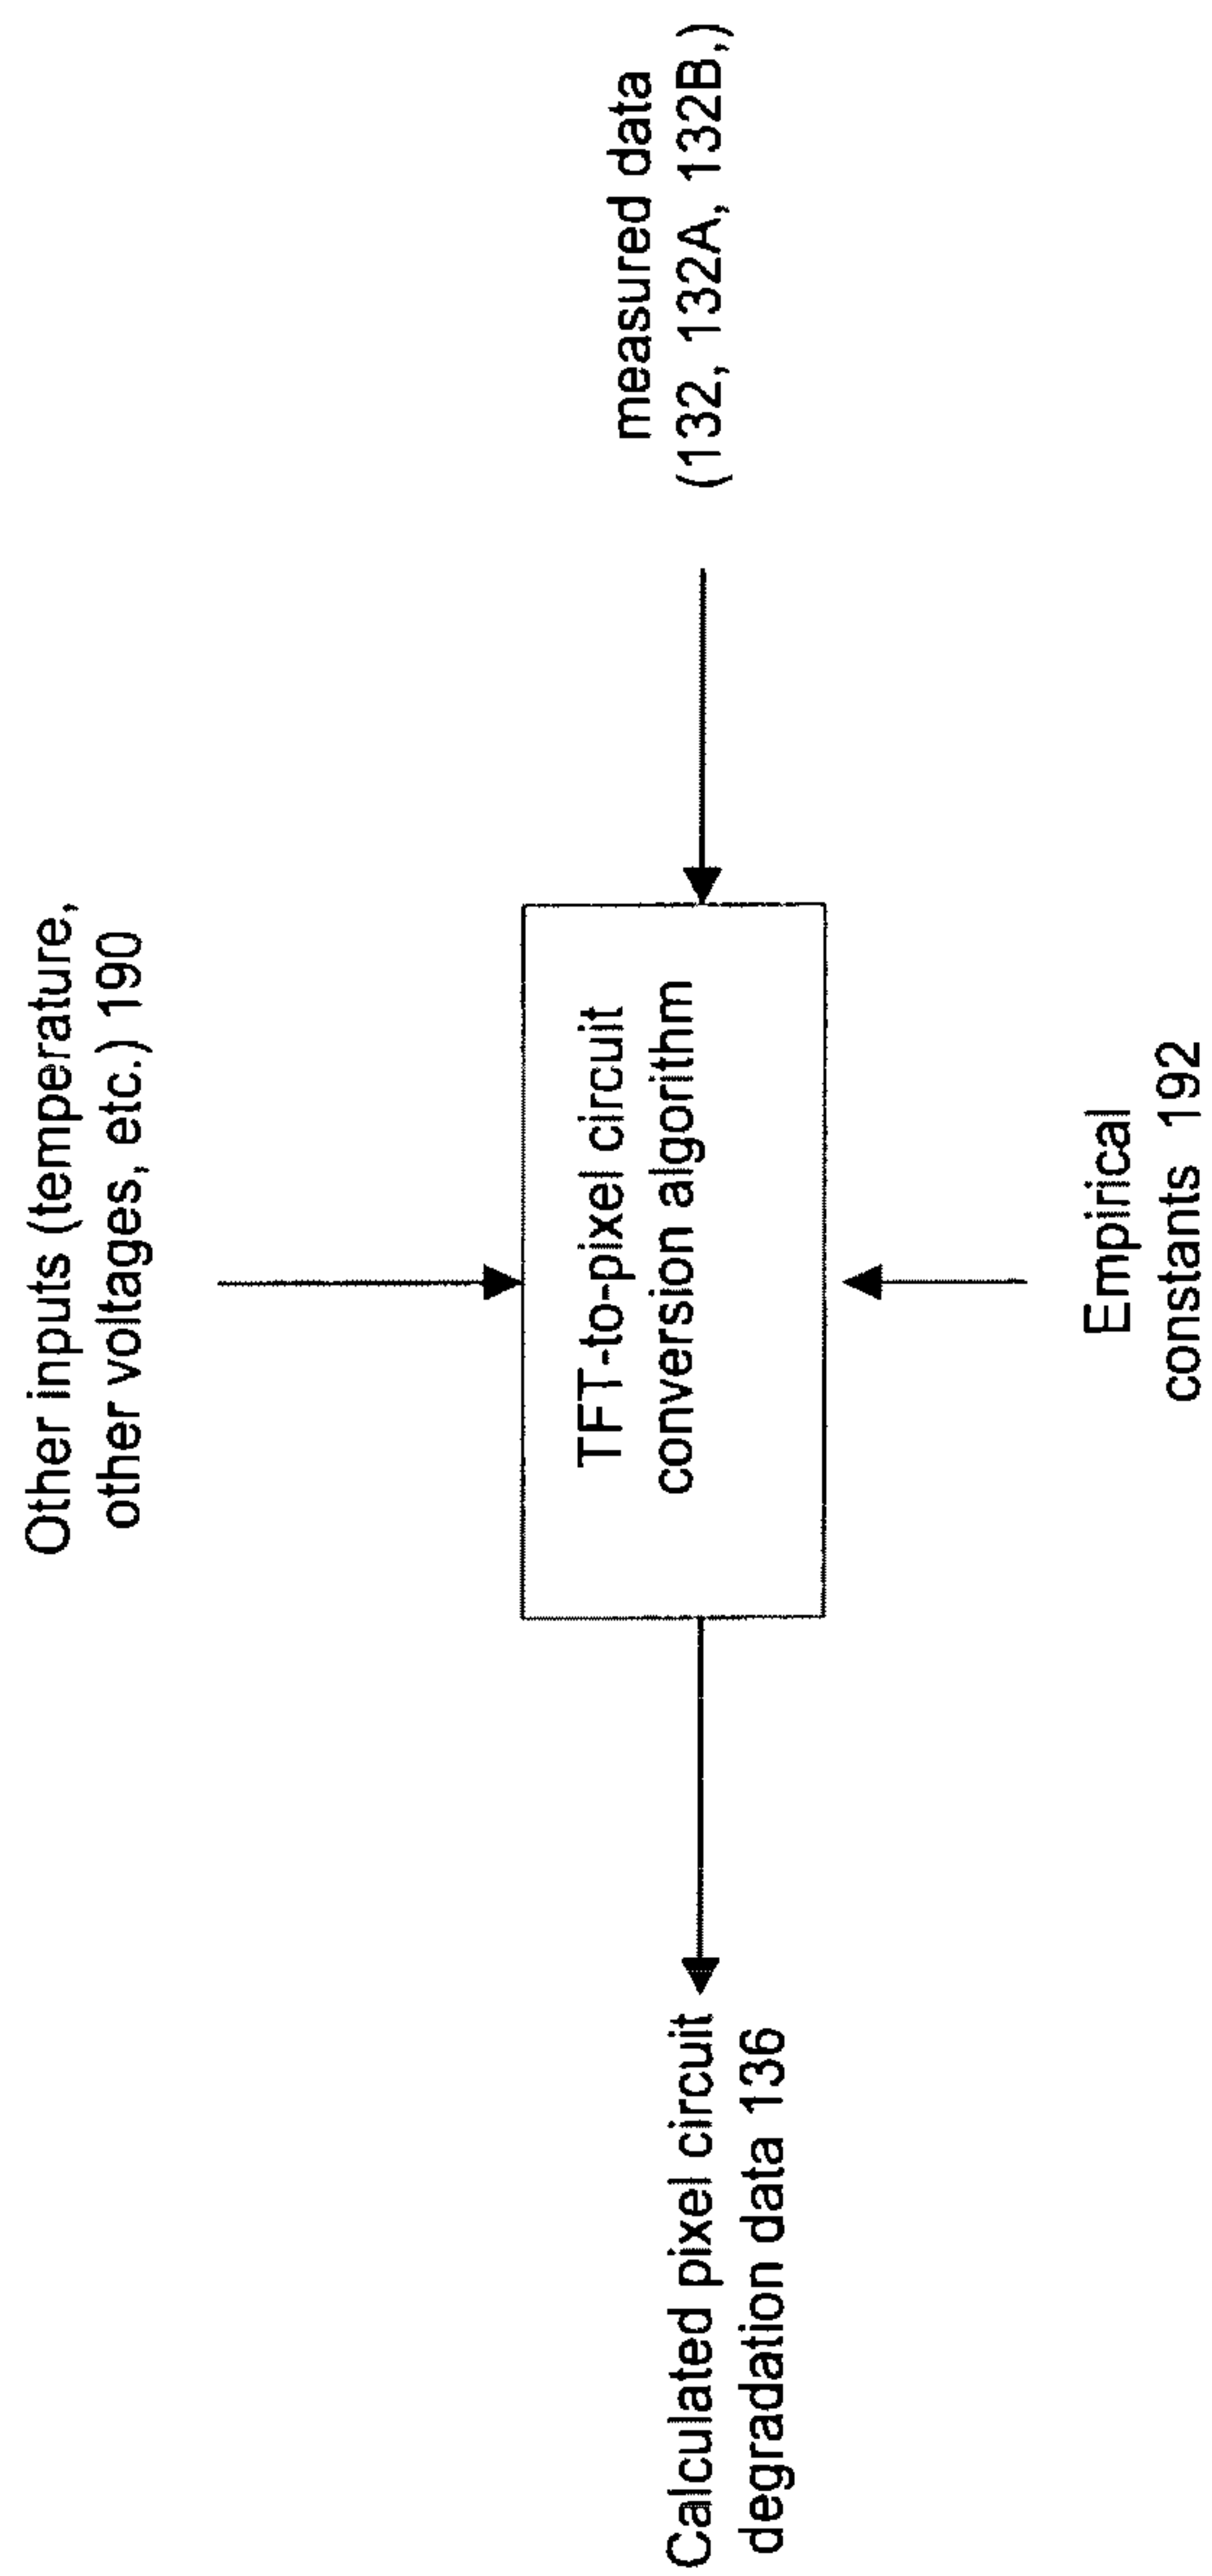 Other inputs (temperature,
other voltages, etc.) 190
measured data
(132, 132A, 132B,)
TFT-to-pixel circuit
conversion algorithm
Calculated pixel circuit
degradation data 136
Empirical
constants 192